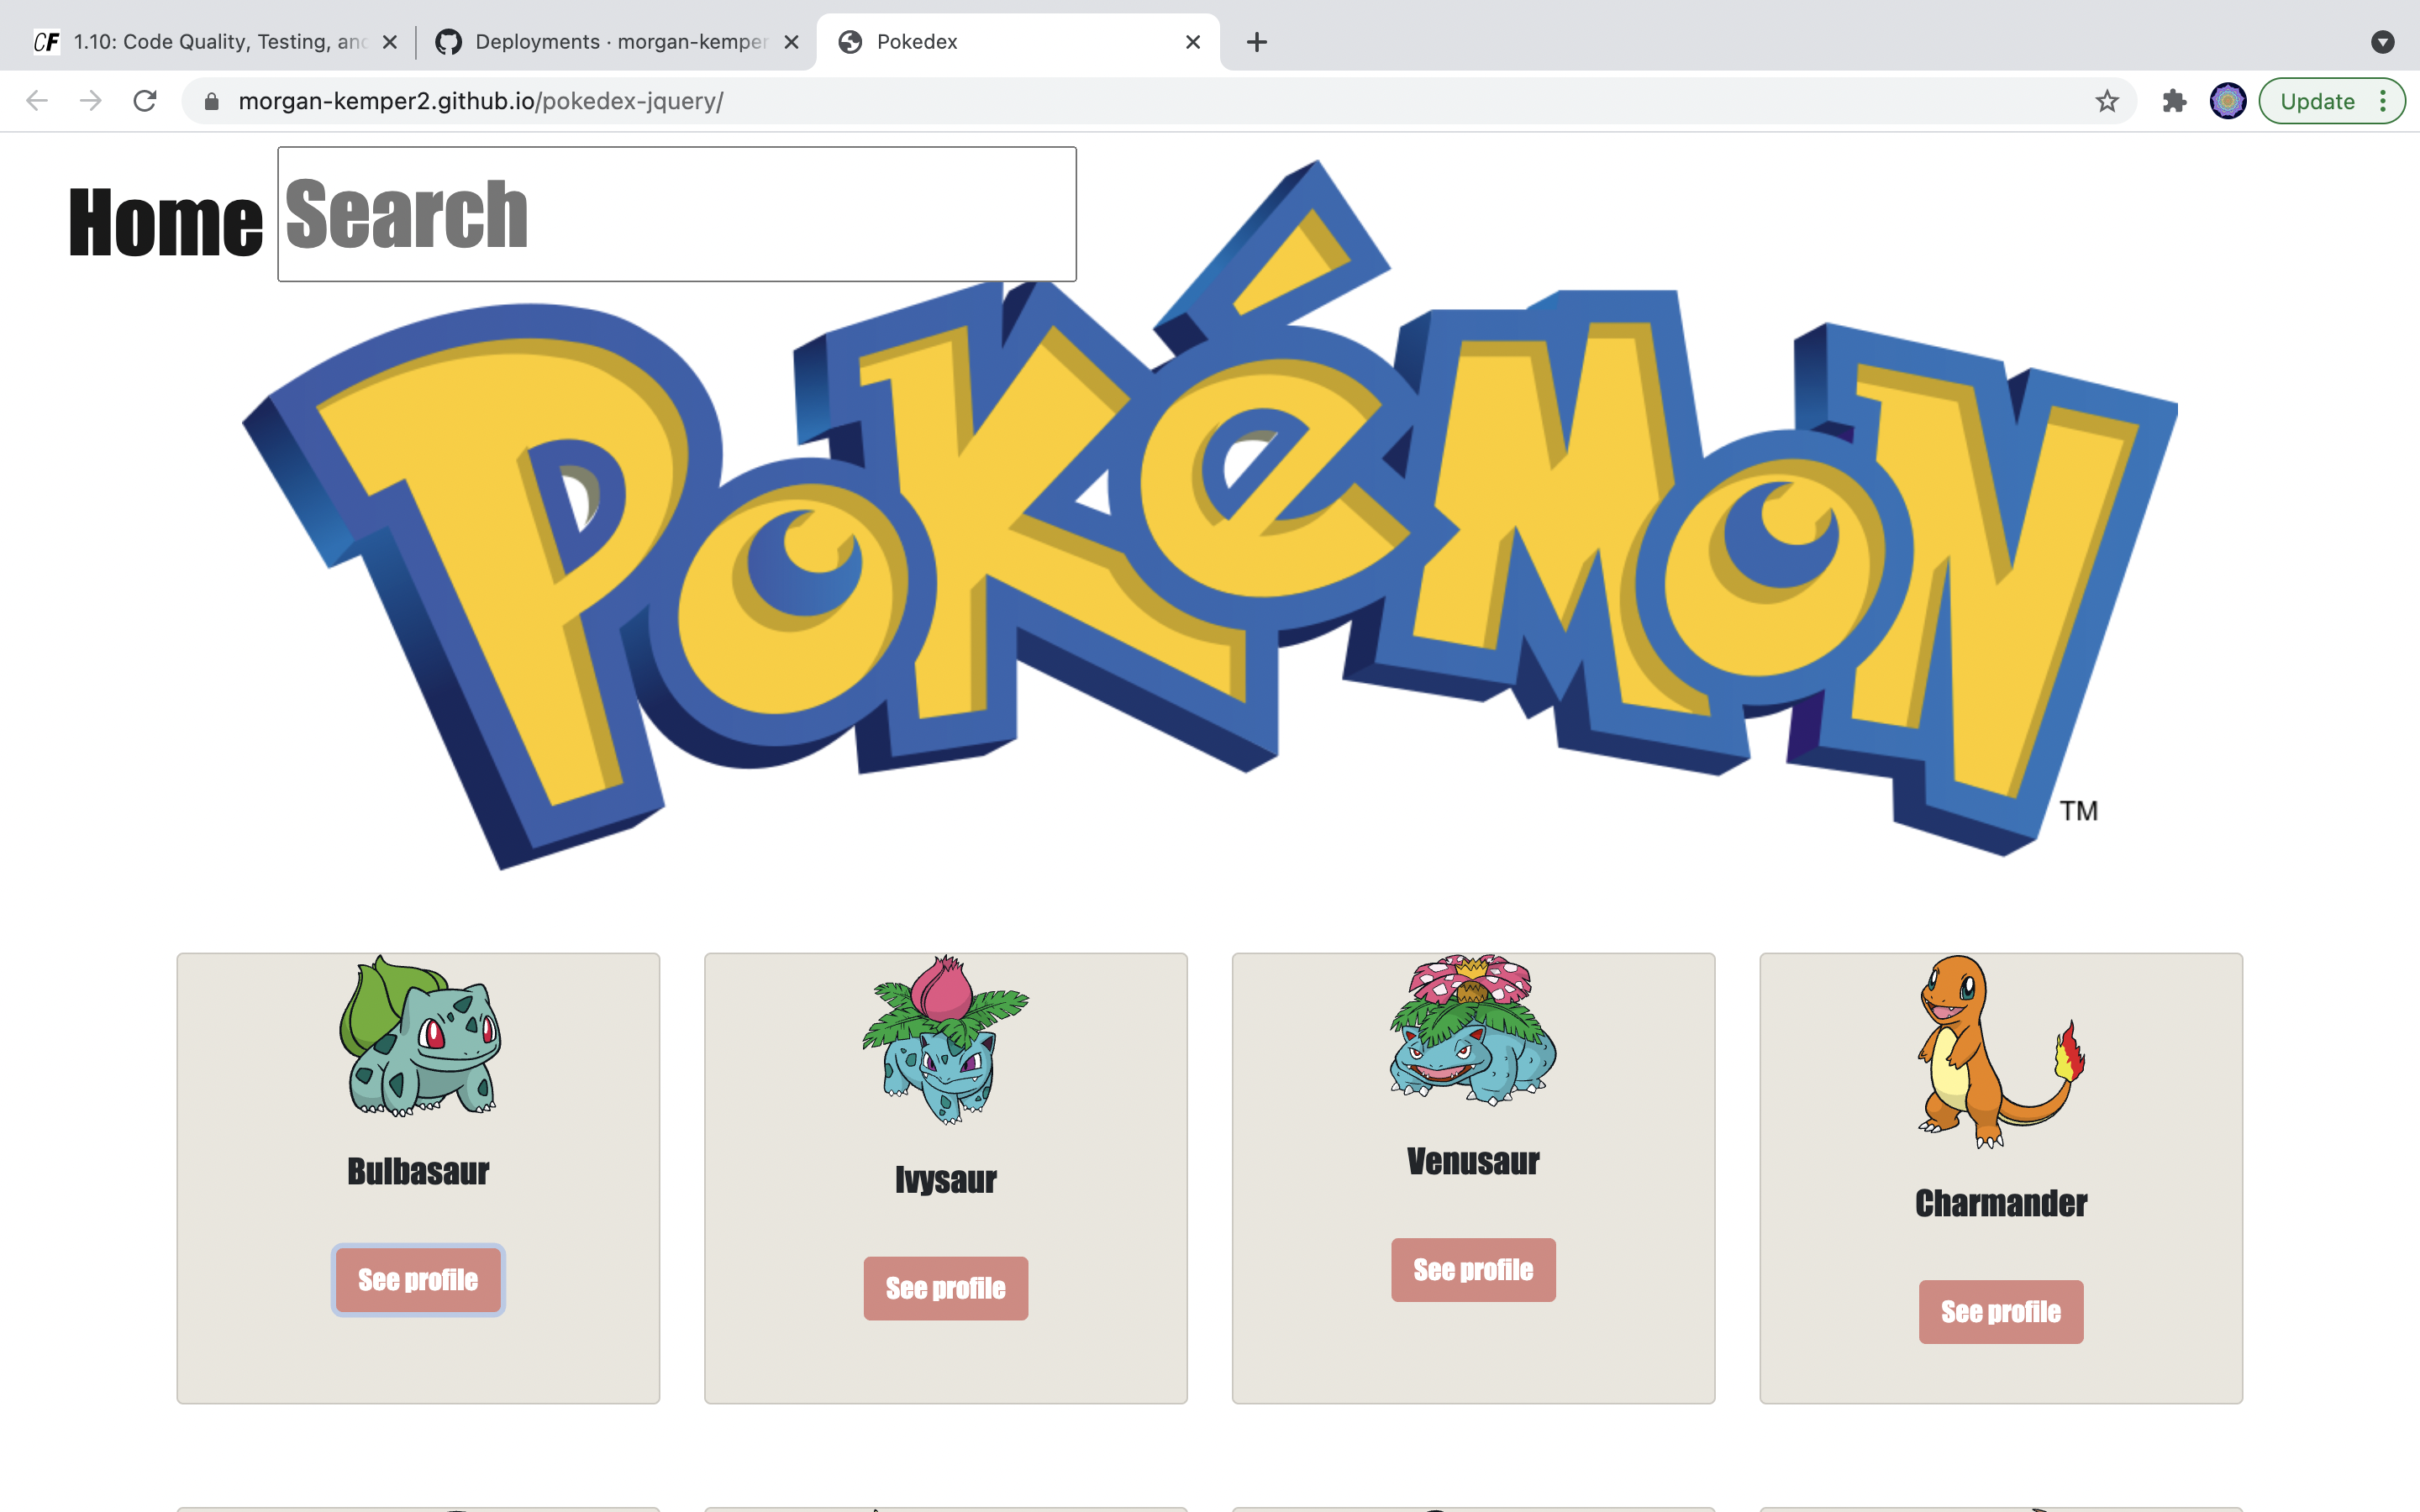 CF 1.10: Code Quality, Testing, and
Deployments · morgan-kemper
Pokedex
morgan-kemper2.github.io/pokedex-jquery/
Update
Home Search
POKéMON
TM
Bulbasaur
Ivysaur
Venusaur
Charmander
See profile
See profile
See profile
See profile